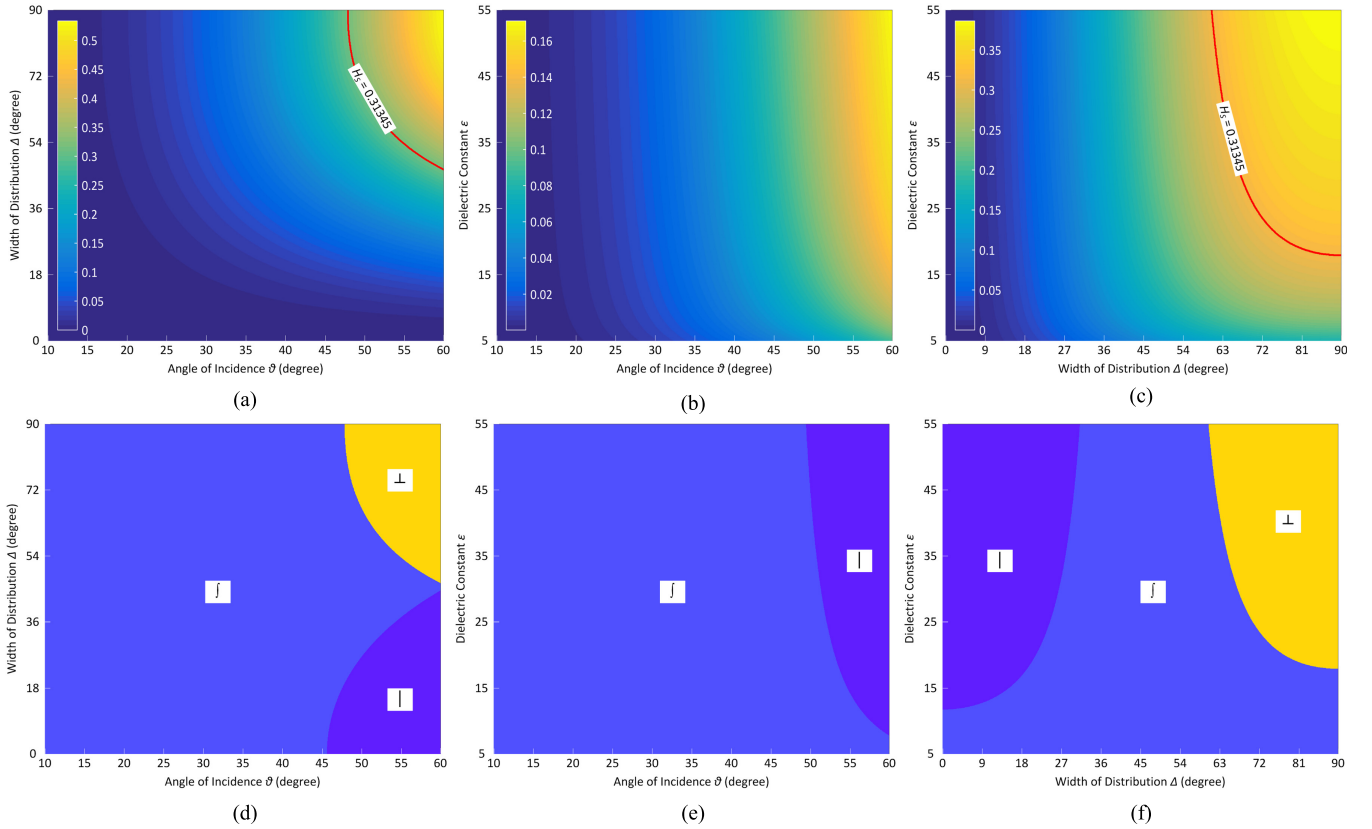 90
72
54
36
18
0
Width of Distribution Δ (degree)
0.5
0.45
0.4
0.35
0.3
0.25
0.2
0.15
0.1
0.05
0
H_S = 0.31345
10 15 20 25 30 35 40 45 50 55 60
Angle of Incidence ϑ (degree)
(a)
55
45
35
25
15
5
Dielectric Constant ε
0.16
0.14
0.12
0.1
0.08
0.06
0.04
0.02
10 15 20 25 30 35 40 45 50 55 60
Angle of Incidence ϑ (degree)
(b)
55
45
35
25
15
5
Dielectric Constant ε
0.35
0.3
0.25
0.2
0.15
0.1
0.05
0
H_S = 0.31345
0 9 18 27 36 45 54 63 72 81 90
Width of Distribution Δ (degree)
(c)
90
72
54
36
18
0
Width of Distribution Δ (degree)
⊥
∫
|
10 15 20 25 30 35 40 45 50 55 60
Angle of Incidence ϑ (degree)
(d)
55
45
35
25
15
5
Dielectric Constant ε
∫
|
10 15 20 25 30 35 40 45 50 55 60
Angle of Incidence ϑ (degree)
(e)
55
45
35
25
15
5
Dielectric Constant ε
|
∫
⊥
0 9 18 27 36 45 54 63 72 81 90
Width of Distribution Δ (degree)
(f)